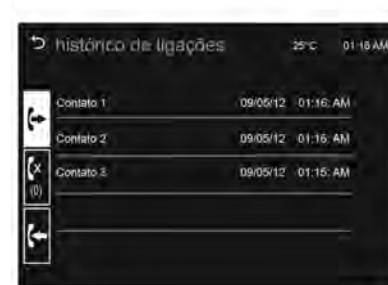 histórico de ligações 25°C 01:16 AM
Contato 1 09/05/12 01:16: AM
Contato 2 09/05/12 01:16: AM
(0) Contato 3 09/05/12 01:15: AM